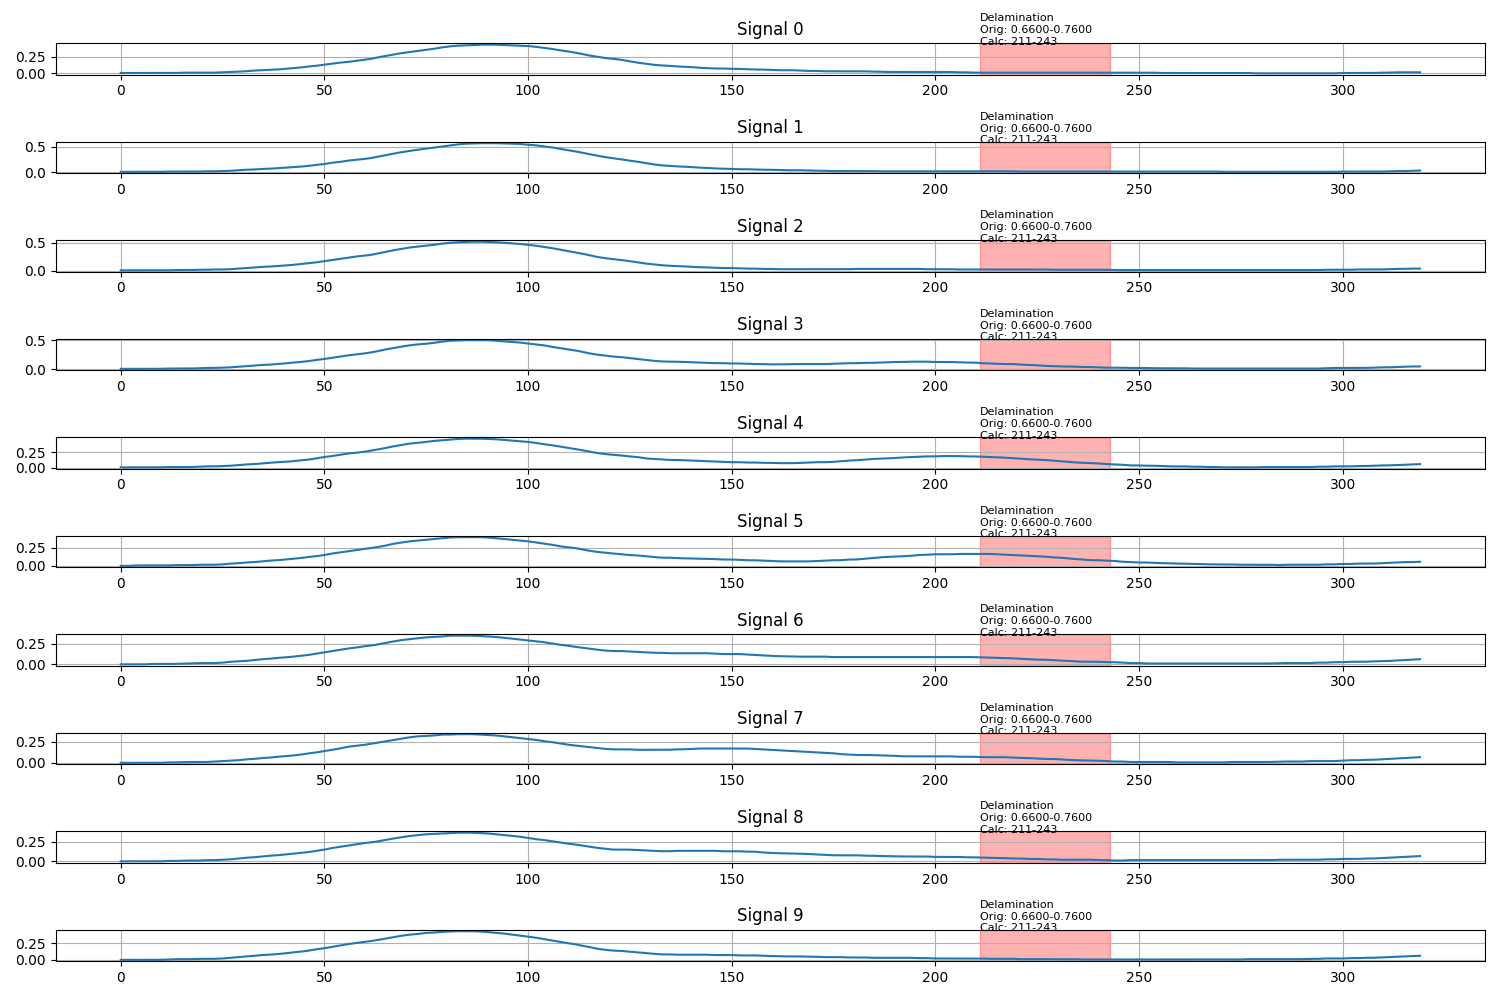 Signal 0
Delamination
Orig: 0.6600-0.7600
Calc: 211-243
0.25
0.00
0 50 100 150 200 250 300
Signal 1
Delamination
Orig: 0.6600-0.7600
Calc: 211-243
0.5
0.0
0 50 100 150 200 250 300
Signal 2
Delamination
Orig: 0.6600-0.7600
Calc: 211-243
0.5
0.0
0 50 100 150 200 250 300
Signal 3
Delamination
Orig: 0.6600-0.7600
Calc: 211-243
0.5
0.0
0 50 100 150 200 250 300
Signal 4
Delamination
Orig: 0.6600-0.7600
Calc: 211-243
0.25
0.00
0 50 100 150 200 250 300
Signal 5
Delamination
Orig: 0.6600-0.7600
Calc: 211-243
0.25
0.00
0 50 100 150 200 250 300
Signal 6
Delamination
Orig: 0.6600-0.7600
Calc: 211-243
0.25
0.00
0 50 100 150 200 250 300
Signal 7
Delamination
Orig: 0.6600-0.7600
Calc: 211-243
0.25
0.00
0 50 100 150 200 250 300
Signal 8
Delamination
Orig: 0.6600-0.7600
Calc: 211-243
0.25
0.00
0 50 100 150 200 250 300
Signal 9
Delamination
Orig: 0.6600-0.7600
Calc: 211-243
0.25
0.00
0 50 100 150 200 250 300